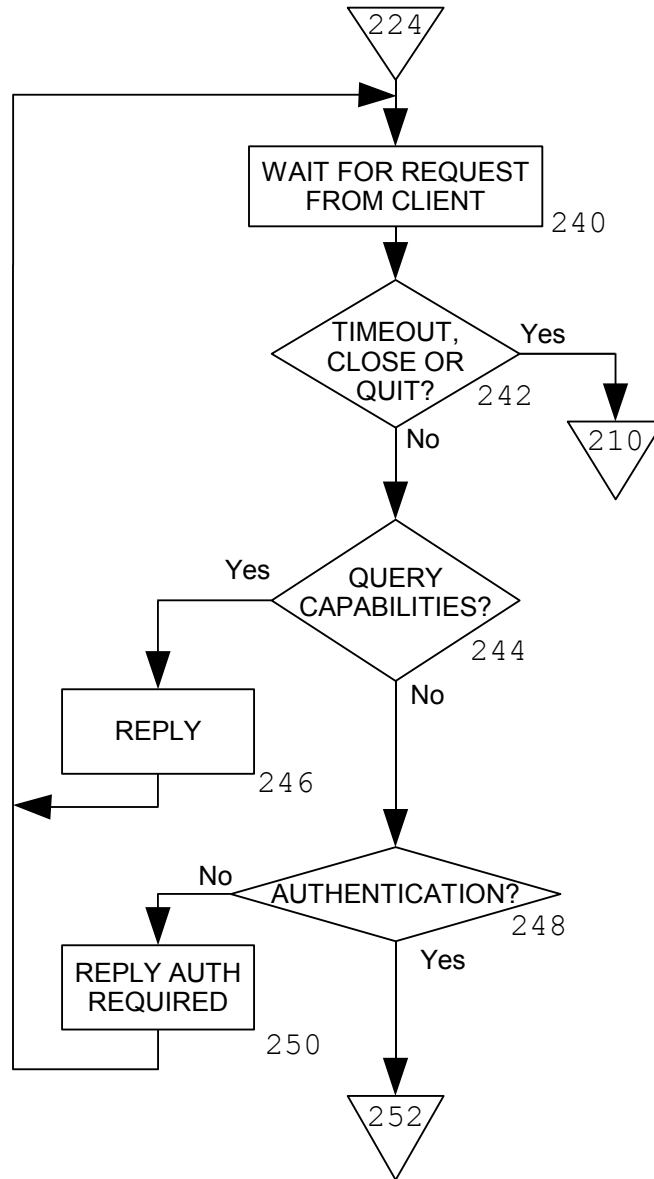 224
WAIT FOR REQUEST
FROM CLIENT
240
TIMEOUT,
CLOSE OR
QUIT?
242
Yes
210
No
Yes
QUERY
CAPABILITIES?
244
No
REPLY
246
No
AUTHENTICATION?
248
Yes
REPLY AUTH
REQUIRED
250
252